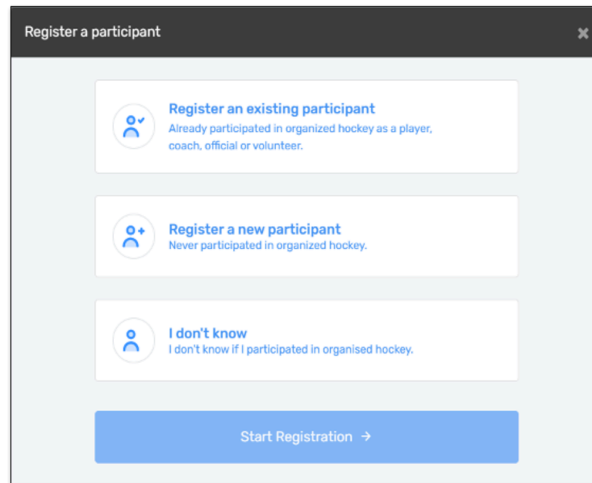 Register a participant
Register an existing participant
Already participated in organized hockey as a player,
coach, official or volunteer.
Register a new participant
Never participated in organized hockey.
I don't know
I don't know if I participated in organised hockey.
Start Registration →